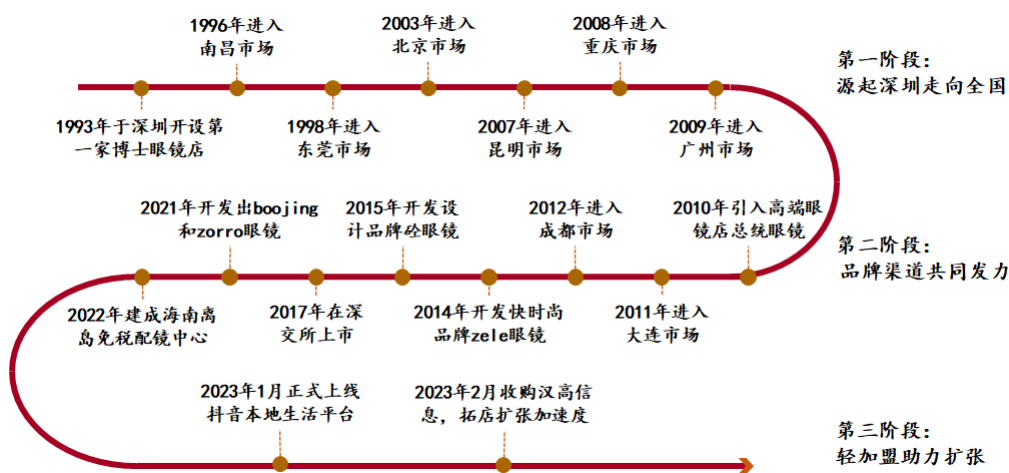 1996年进入
南昌市场
2003年进入
北京市场
2008年进入
重庆市场
第一阶段：
源起深圳走向全国
1993年于深圳开设第
一家博士眼镜店
1998年进入
东莞市场
2007年进入
昆明市场
2009年进入
广州市场
2021年开发出boojing
和zorro眼镜
2015年开发设
计品牌砼眼镜
2012年进入
成都市场
2010年引入高端眼
镜店总统眼镜
第二阶段：
品牌渠道共同发力
2022年建成海南离
岛免税配镜中心
2017年在深
交所上市
2014年开发快时尚
品牌zele眼镜
2011年进入
大连市场
2023年1月正式上线
抖音本地生活平台
2023年2月收购汉高信
息，拓店扩张加速度
第三阶段：
轻加盟助力扩张